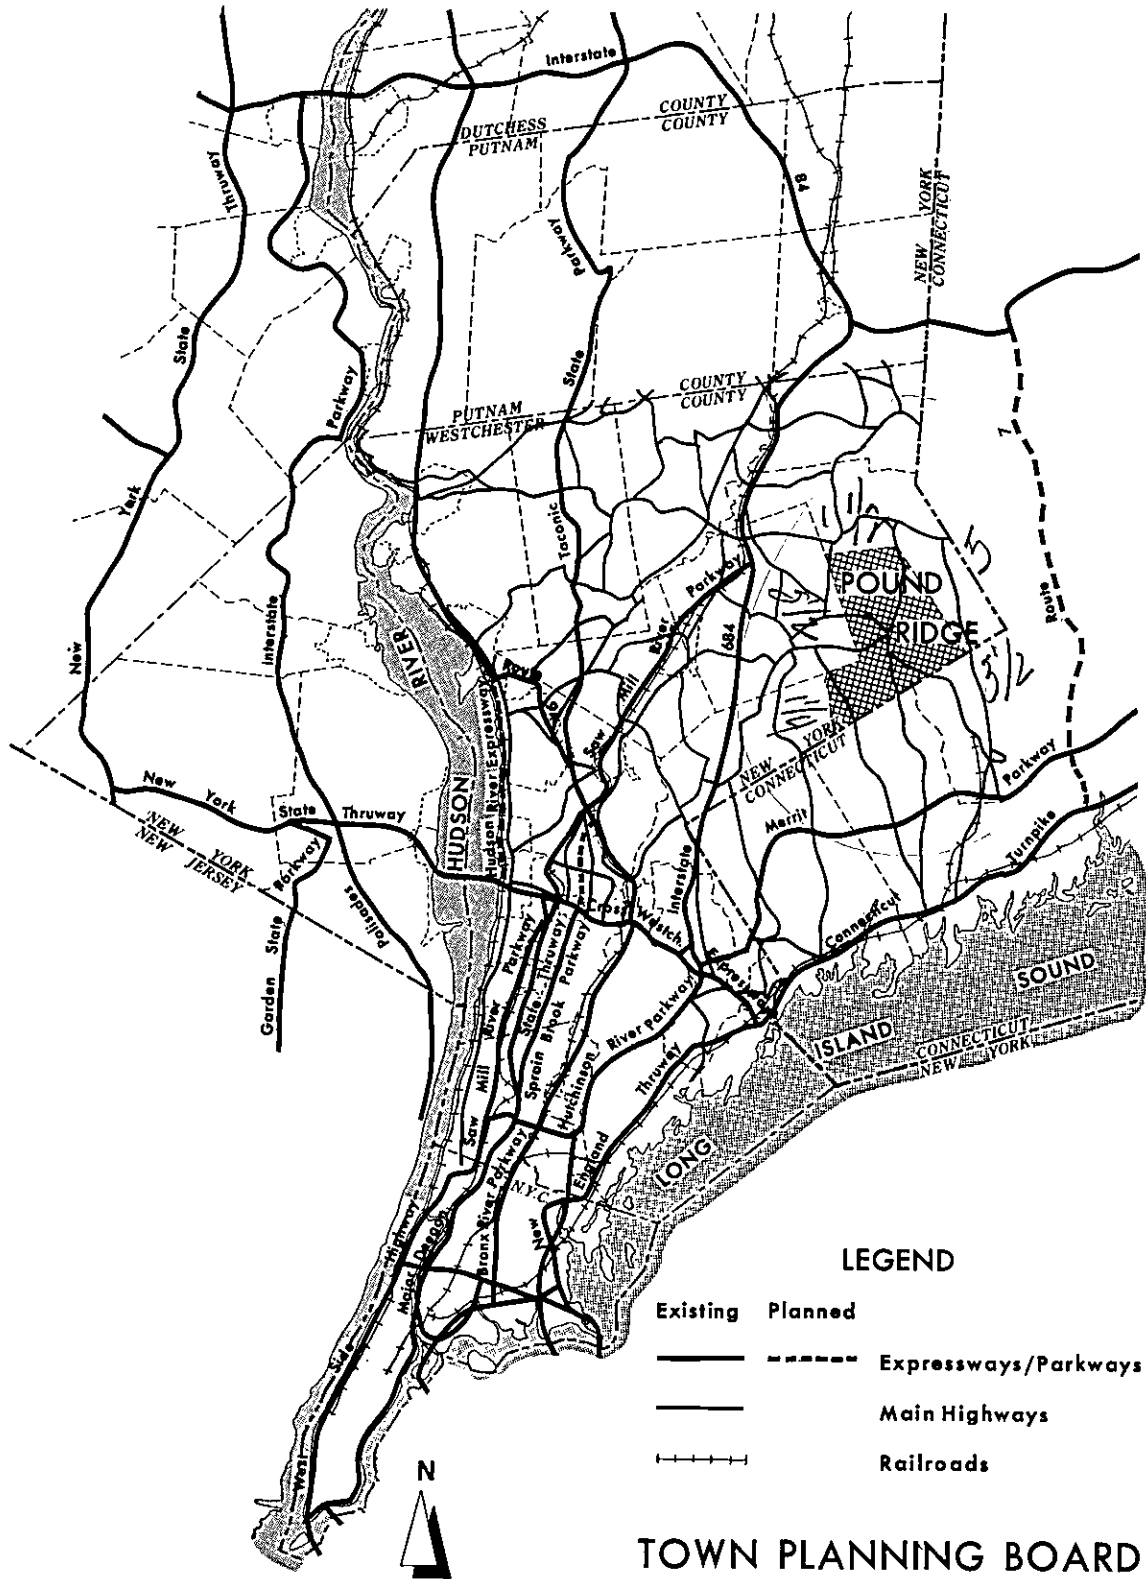 Interstate
DUTCHESS COUNTY
PUTNAM COUNTY
84
Thruway
NEW YORK
CONNECTICUT
Parkway
State
State
Parkway
PUTNAM COUNTY
WESTCHESTER COUNTY
7
York
Taconic
Parkway
POUND
RIDGE
5
312
Route
New
Interstate
RIVER
684
Brier
Mill
Saw
NEW YORK
CONNECTICUT
Parkway
Merrit
New York State Thruway
Hudson River Expressway
HUDSON
NEW YORK
NEW JERSEY
Parkway
State
Garden
Palisades
Turnpike
Connecticut
Interstate
Cross Westch. Expressway
Parkway
River
Mill
Saw
Thruway
State
Parkway
Brook
Sprain
River Parkway
Hutchinson
SOUND
ISLAND
LONG
CONNECTICUT
NEW YORK
Thruway
England
New
N.Y.C.
Bronx River Parkway
Major Deegan
Highway
Side
West
LEGEND
Existing Planned
Expressways/Parkways
Main Highways
Railroads
N
TOWN PLANNING BOARD